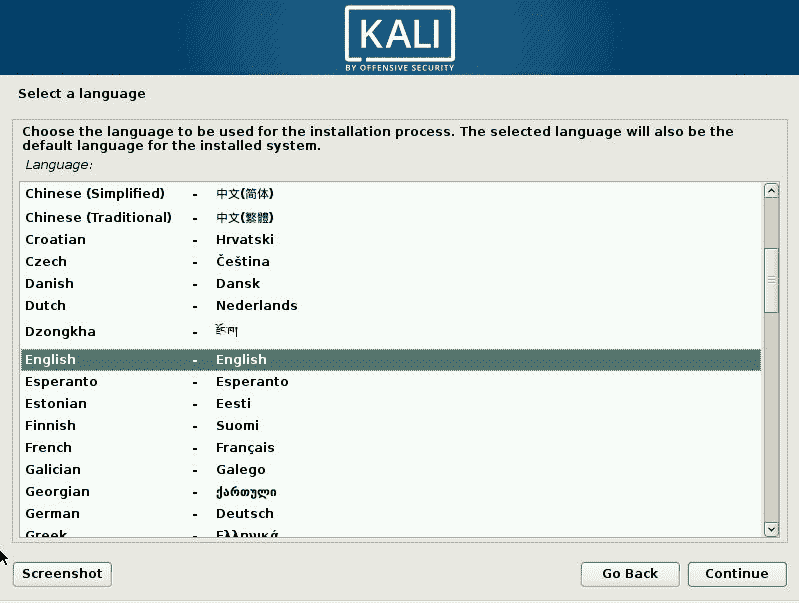 KALI
BY OFFENSIVE SECURITY
Select a language
Choose the language to be used for the installation process. The selected language will also be the
default language for the installed system.
Language:
Chinese (Simplified) - 中文(简体)
Chinese (Traditional) - 中文(繁體)
Croatian - Hrvatski
Czech - Čeština
Danish - Dansk
Dutch - Nederlands
Dzongkha - རྫོང་ཁ།
English - English
Esperanto - Esperanto
Estonian - Eesti
Finnish - Suomi
French - Français
Galician - Galego
Georgian - ქართული
German - Deutsch
Greek - Ελληνικά
Screenshot Go Back Continue